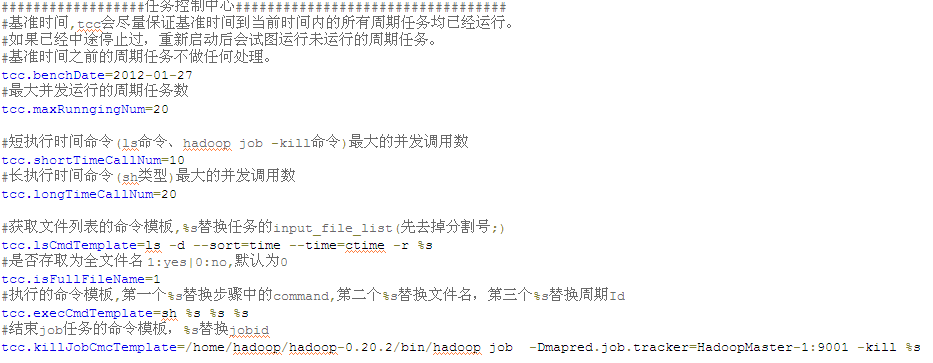 ##################任务控制中心##################################
#基准时间,tcc会尽量保证基准时间到当前时间内的所有周期任务均已经运行。
#如果已经中途停止过，重新启动后会试图运行未运行的周期任务。
#基准时间之前的周期任务不做任何处理。
tcc.benchDate=2012-01-27
#最大并发运行的周期任务数
tcc.maxRunngingNum=20
#短执行时间命令(ls命令、hadoop job -kill命令)最大的并发调用数
tcc.shortTimeCallNum=10
#长执行时间命令(sh类型)最大的并发调用数
tcc.longTimeCallNum=20
#获取文件列表的命令模板,%s替换任务的input_file_list(先去掉分割号;)
tcc.lsCmdTemplate=ls -d --sort=time --time=ctime -r %s
#是否存取为全文件名 1:yes|0:no,默认为0
tcc.isFullFileName=1
#执行的命令模板,第一个%s替换步骤中的command,第二个%s替换文件名，第三个%s替换周期Id
tcc.execCmdTemplate=sh %s %s %s
#结束job任务的命令模板，%s替换jobid
tcc.killJobCmcTemplate=/home/hadoop/hadoop-0.20.2/bin/hadoop job  -Dmapred.job.tracker=HadoopMaster-1:9001 -kill %s